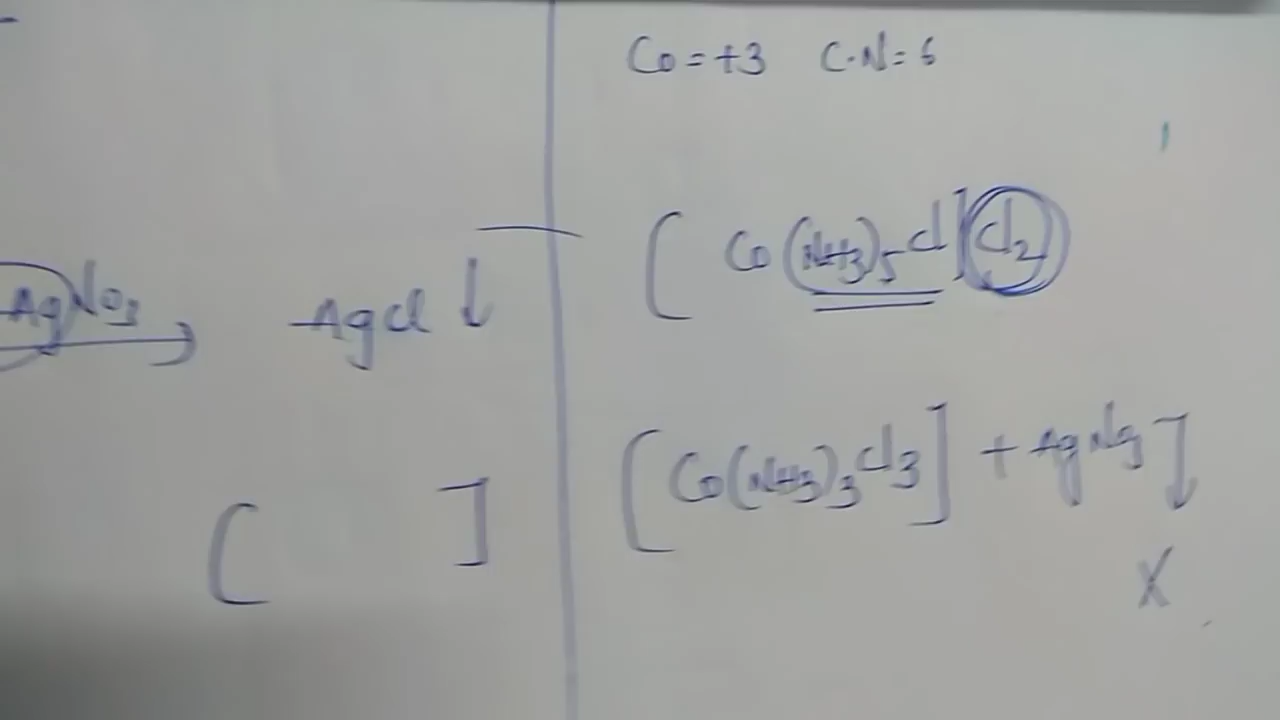 Co = +3 C.N = 6
[Co(NH3)5Cl]Cl2
AgNO3 → AgCl ↓
[Co(NH3)3Cl3] + AgNO3 ↓
[ ]
X